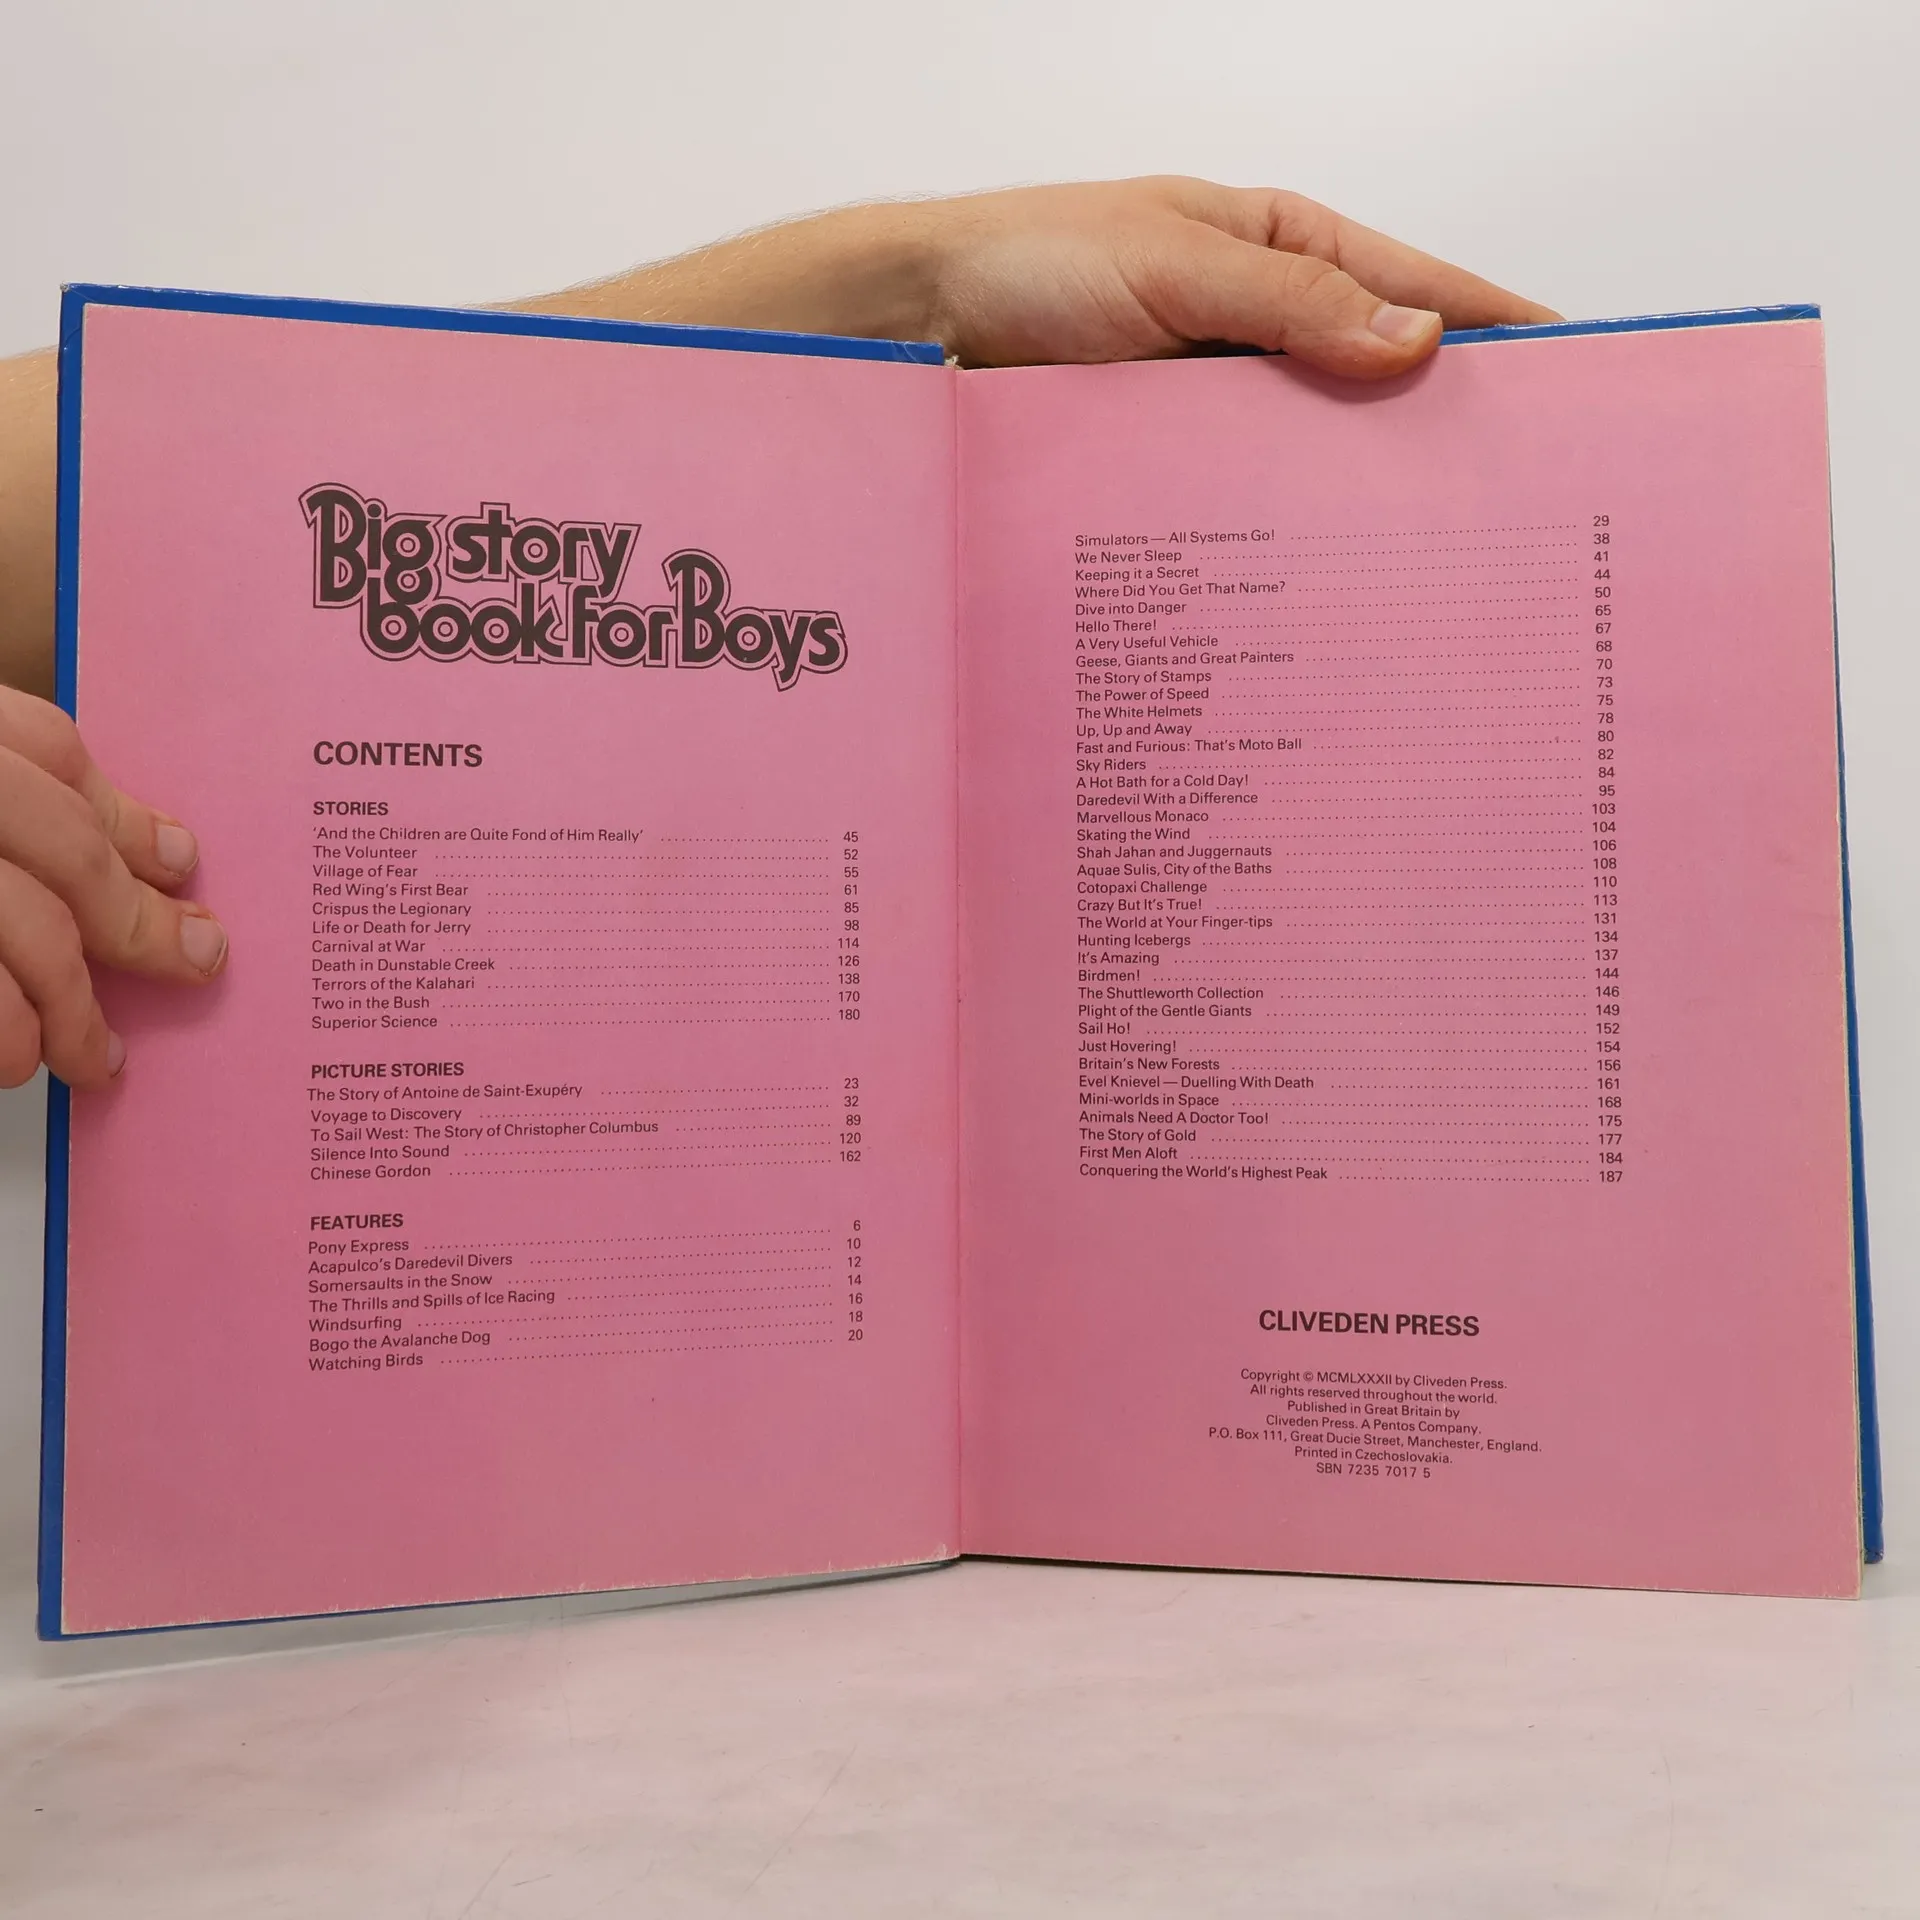 Big story
book for Boys
CONTENTS
STORIES
'And the Children are Quite Fond of Him Really' 45
The Volunteer 52
Village of Fear 55
Red Wing's First Bear 61
Crispus the Legionary 85
Life or Death for Jerry 98
Carnival at War 114
Death in Dunstable Creek 126
Terrors of the Kalahari 138
Two in the Bush 170
Superior Science 180
PICTURE STORIES
The Story of Antoine de Saint-Exupéry 23
Voyage to Discovery 32
To Sail West: The Story of Christopher Columbus 89
Silence Into Sound 120
Chinese Gordon 162
FEATURES
Pony Express 6
Acapulco's Daredevil Divers 10
Somersaults in the Snow 12
The Thrills and Spills of Ice Racing 14
Windsurfing 16
Bogo the Avalanche Dog 18
Watching Birds 20
Simulators — All Systems Go! 29
We Never Sleep 38
Keeping it a Secret 41
Where Did You Get That Name? 44
Dive into Danger 50
Hello There! 65
A Very Useful Vehicle 67
Geese, Giants and Great Painters 68
The Story of Stamps 70
The Power of Speed 73
The White Helmets 75
Up, Up and Away 78
Fast and Furious: That's Moto Ball 80
Sky Riders 82
A Hot Bath for a Cold Day! 84
Daredevil With a Difference 95
Marvellous Monaco 103
Skating the Wind 104
Shah Jahan and Juggernauts 106
Aquae Sulis, City of the Baths 108
Cotopaxi Challenge 110
Crazy But It's True! 113
The World at Your Finger-tips 131
Hunting Icebergs 134
It's Amazing 137
Birdmen! 144
The Shuttleworth Collection 146
Plight of the Gentle Giants 149
Sail Ho! 152
Just Hovering! 154
Britain's New Forests 156
Evel Knievel — Duelling With Death 161
Mini-worlds in Space 168
Animals Need A Doctor Too! 175
The Story of Gold 177
First Men Aloft 184
Conquering the World's Highest Peak 187
CLIVEDEN PRESS
Copyright © MCMLXXXII by Cliveden Press.
All rights reserved throughout the world.
Published in Great Britain by
Cliveden Press. A Pentos Company.
P.O. Box 111, Great Ducie Street, Manchester, England.
Printed in Czechoslovakia.
SBN 7235 7017 5